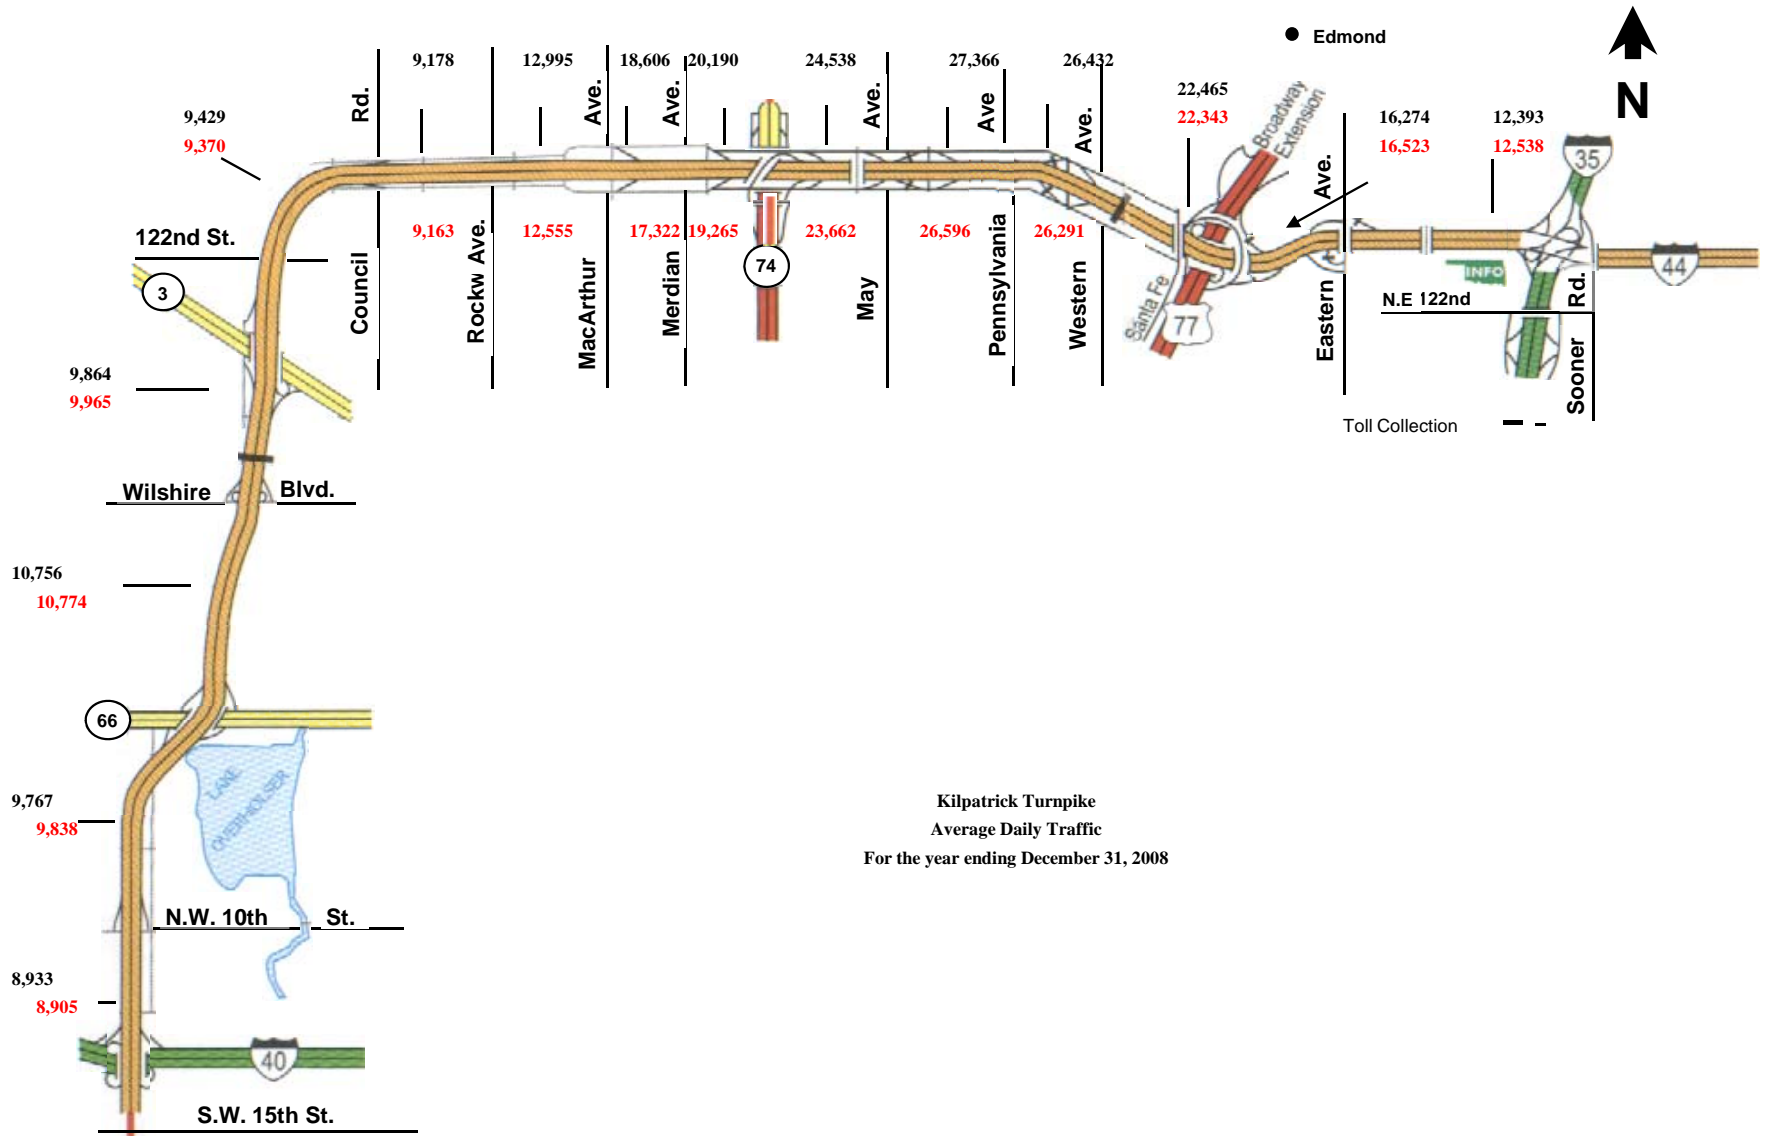 Edmond
N
9,178
12,995
18,606
20,190
24,538
27,366
26,432
22,465
22,343
9,429
9,370
16,274
16,523
12,393
12,538
Rd.
Ave.
Ave.
Ave.
Ave
Ave.
Ave.
Broadway
Extension
35
122nd St.
9,163
12,555
17,322
19,265
23,662
26,596
26,291
3
74
44
INFO
N.E 122nd
Council
Rockw Ave.
MacArthur
Merdian
May
Pennsylvania
Western
Santa Fe
77
Eastern
Sooner Rd.
9,864
9,965
Toll Collection
Wilshire Blvd.
10,756
10,774
66
LAKE
OVERHOLSER
9,767
9,838
Kilpatrick Turnpike
Average Daily Traffic
For the year ending December 31, 2008
N.W. 10th St.
8,933
8,905
40
S.W. 15th St.